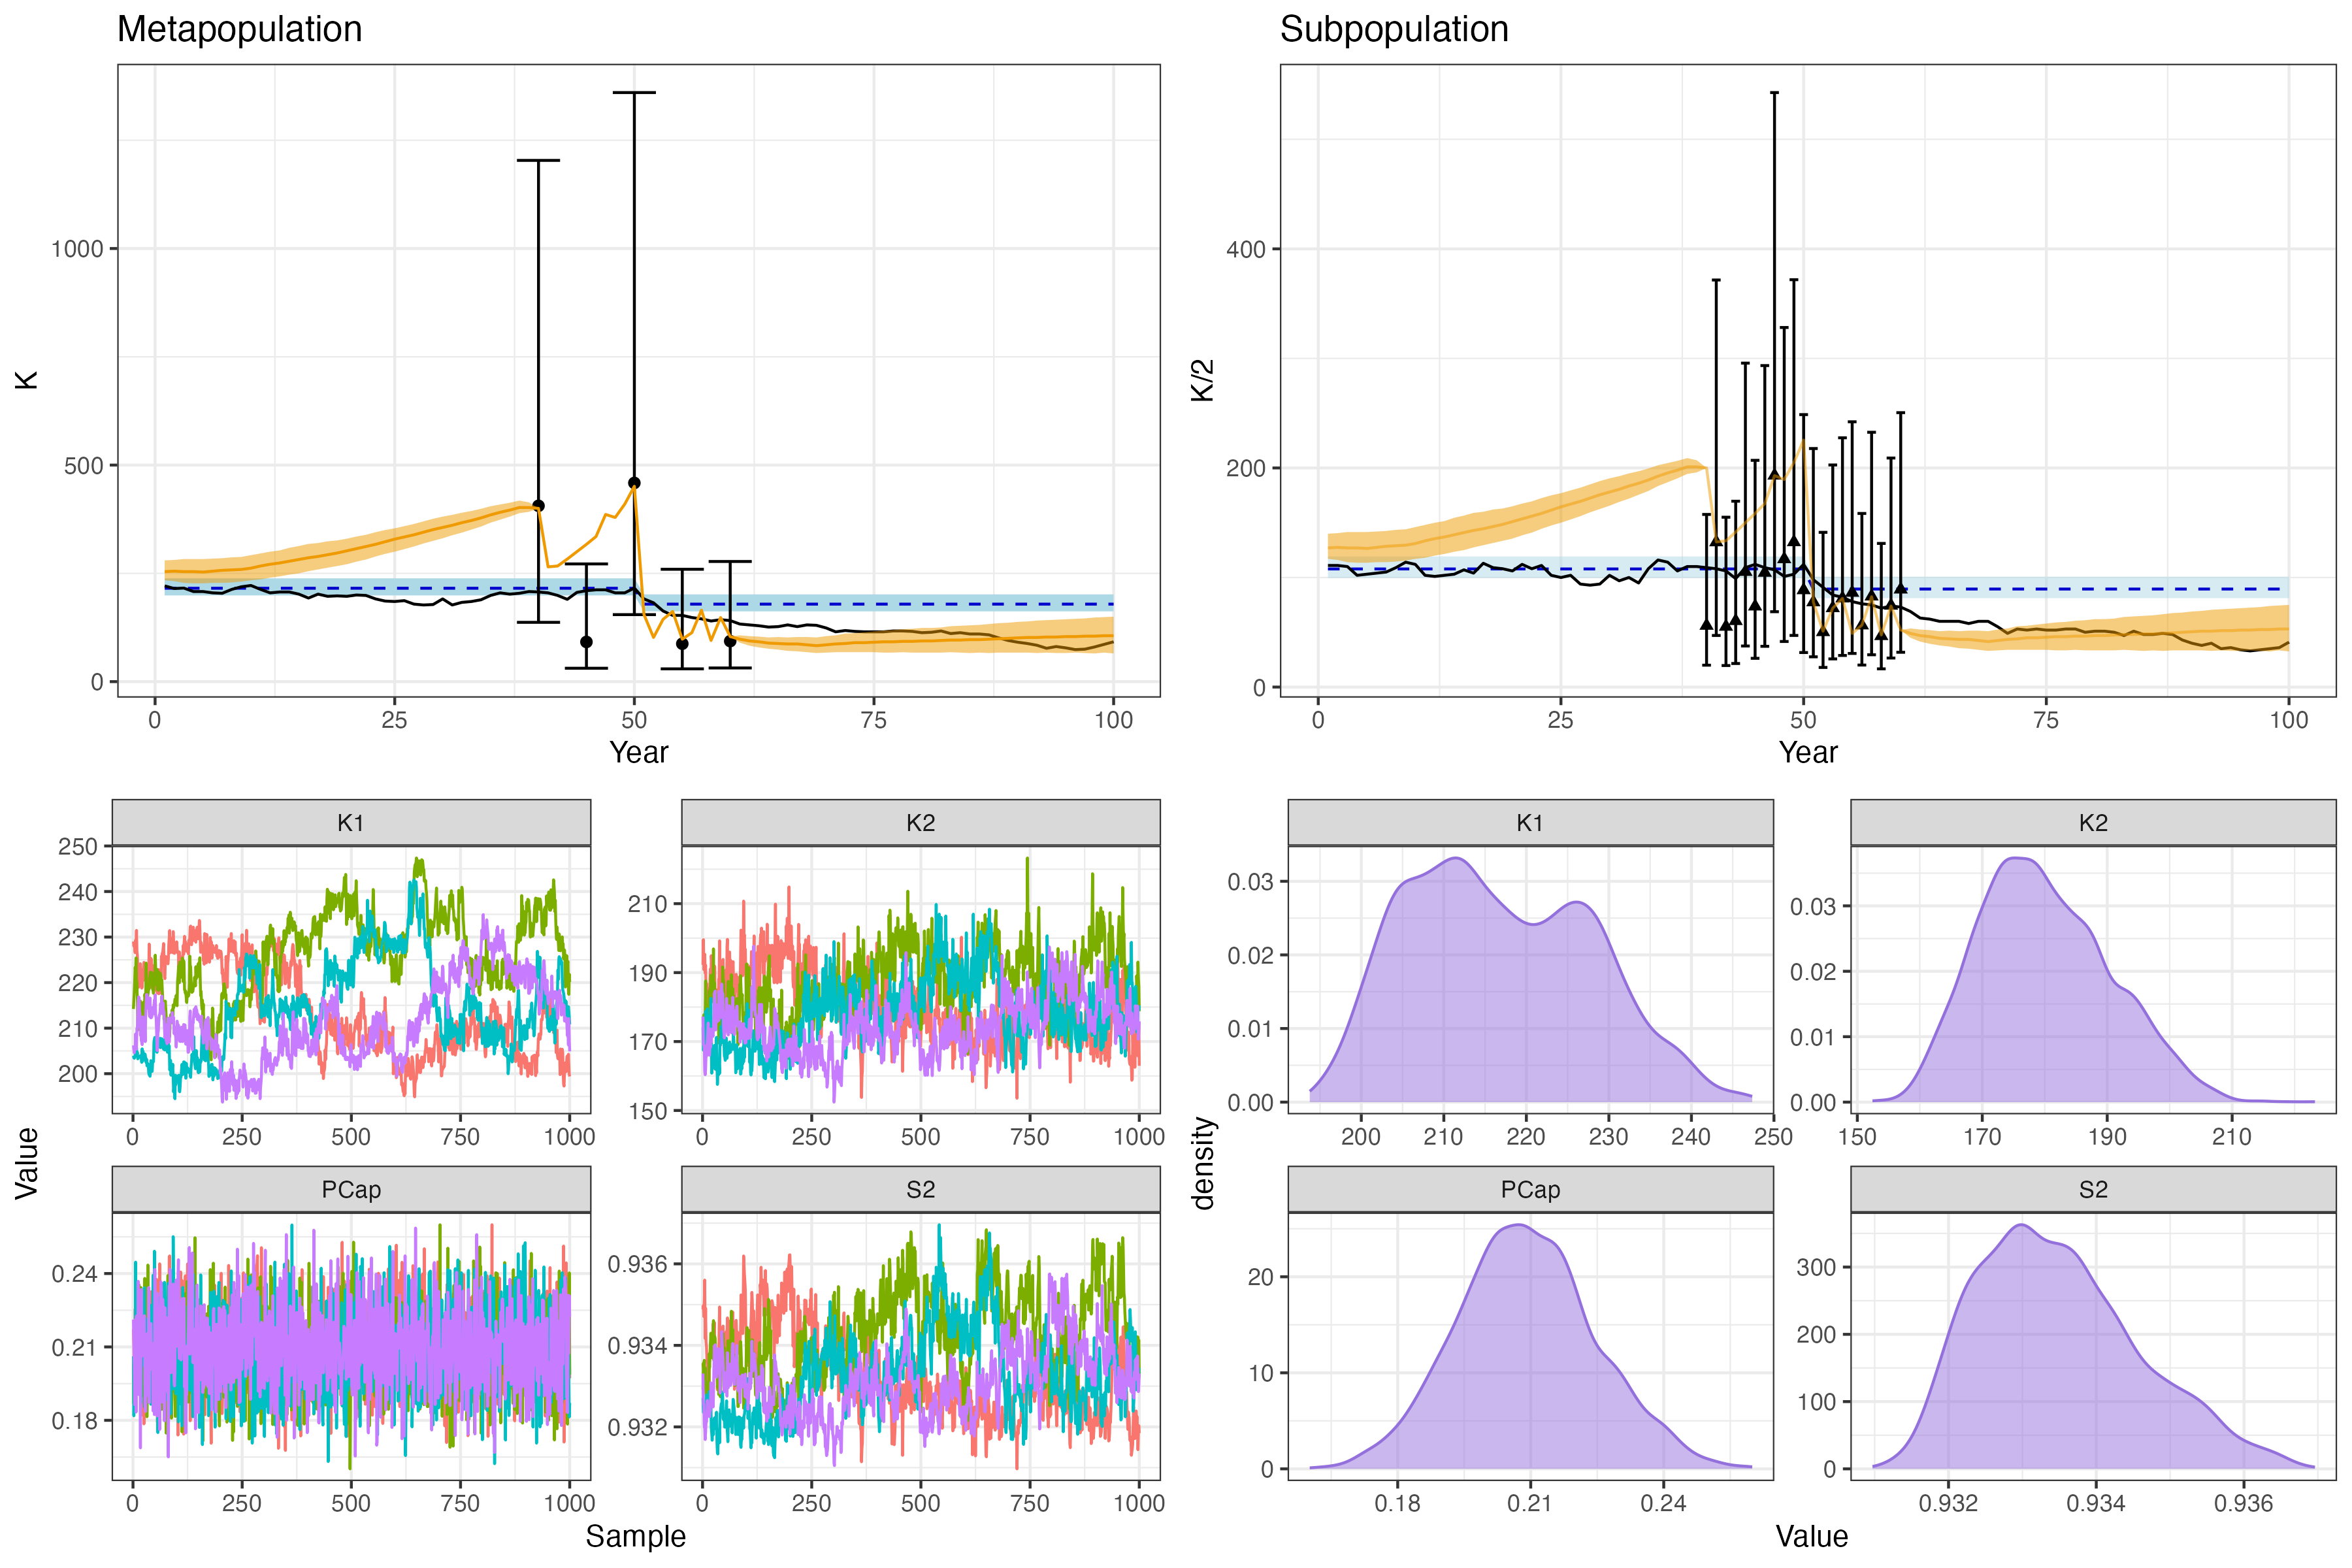 Metapopulation
K
1000
500
0
0 25 50 75 100
Year
Subpopulation
K/2
400
200
0
0 25 50 75 100
Year
Value
K1
250
240
230
220
210
200
0 250 500 750 1000
K2
210
190
170
150
0 250 500 750 1000
PCap
0.24
0.21
0.18
0 250 500 750 1000
S2
0.936
0.934
0.932
0 250 500 750 1000
Sample
density
K1
0.03
0.02
0.01
0.00
200 210 220 230 240 250
K2
0.03
0.02
0.01
0.00
150 170 190 210
PCap
20
10
0
0.18 0.21 0.24
S2
300
200
100
0
0.932 0.934 0.936
Value